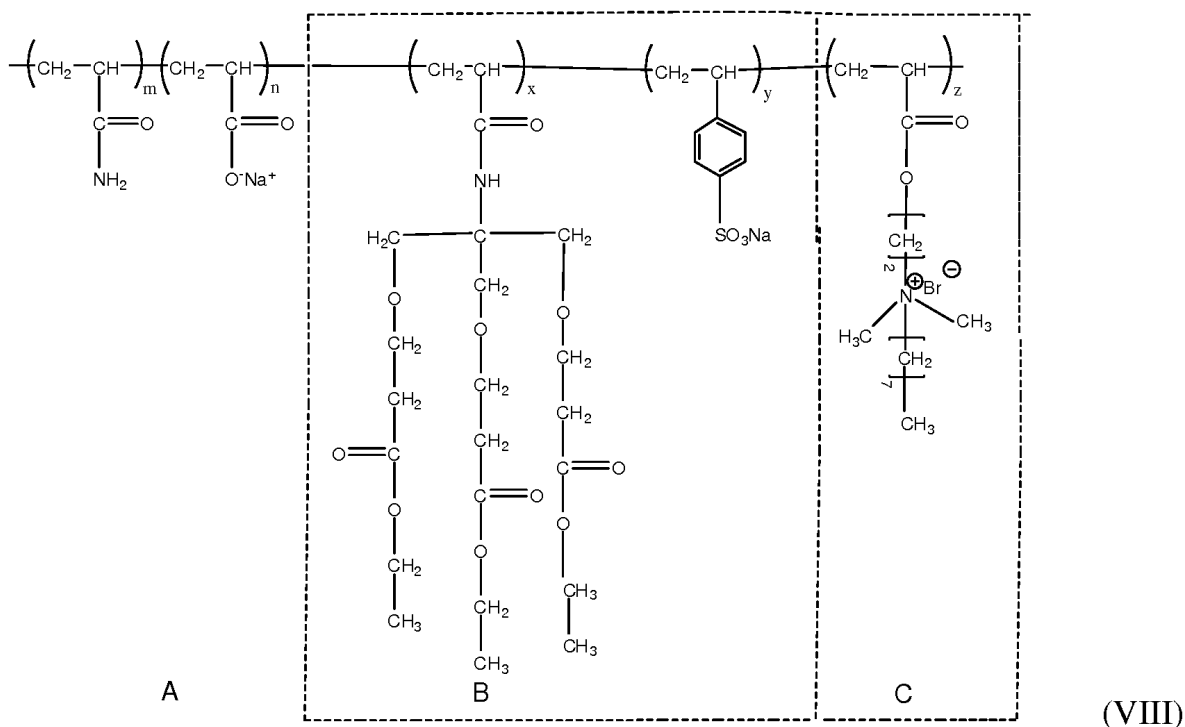 (CH₂ CH)m (CH₂ CH)n (CH₂ CH)x (CH₂ CH)y (CH₂ CH)z
C O C O C O C O
NH₂ O⁻Na⁺ NH O
H₂C C CH₂ SO₃Na CH₂
2
CH₂ + Br −
O N
O
O
H₃C CH₃
CH₂ CH₂ CH₂
CH₂ 7
CH₂ CH₂
CH₂ CH₃
CH₂
O C
C O
C O
O O
O
CH₂
CH₃
CH₂
CH₃
CH₃
CH₃
A B C
(VIII)